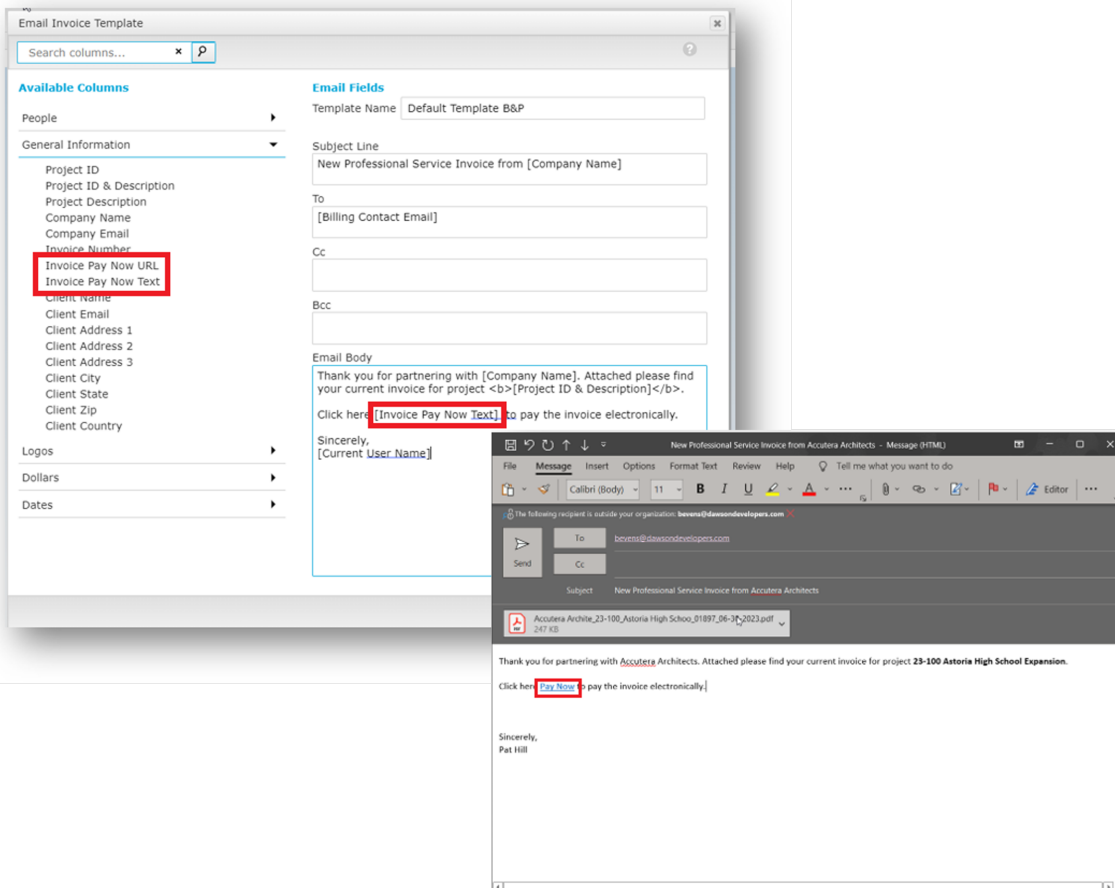 Email Invoice Template
Search columns...
Available Columns
People
General Information
Project ID
Project ID & Description
Project Description
Company Name
Company Email
Invoice Number
Invoice Pay Now URL
Invoice Pay Now Text
Client Name
Client Email
Client Address 1
Client Address 2
Client Address 3
Client City
Client State
Client Zip
Client Country
Logos
Dollars
Dates
Email Fields
Template Name Default Template B&P
Subject Line
New Professional Service Invoice from [Company Name]
To
[Billing Contact Email]
Cc
Bcc
Email Body
Thank you for partnering with [Company Name]. Attached please find
your current invoice for project <b>[Project ID & Description]</b>.
Click here [Invoice Pay Now Text] to pay the invoice electronically.
Sincerely,
[Current User Name]
New Professional Service Invoice from Accutera Architects - Message (HTML)
File Message Insert Options Format Text Review Help Tell me what you want to do
Calibri (Body) 11 B I U A Editor
The following recipient is outside your organization: bevens@dawsondevelopers.com
Send
To bevens@dawsondevelopers.com
Cc
Subject New Professional Service Invoice from Accutera Architects
Accutera Archite_23-100_Astoria High Schoo_01897_06-30-2023.pdf
247 KB
Thank you for partnering with Accutera Architects. Attached please find your current invoice for project 23-100 Astoria High School Expansion.
Click here Pay Now to pay the invoice electronically.
Sincerely,
Pat Hill